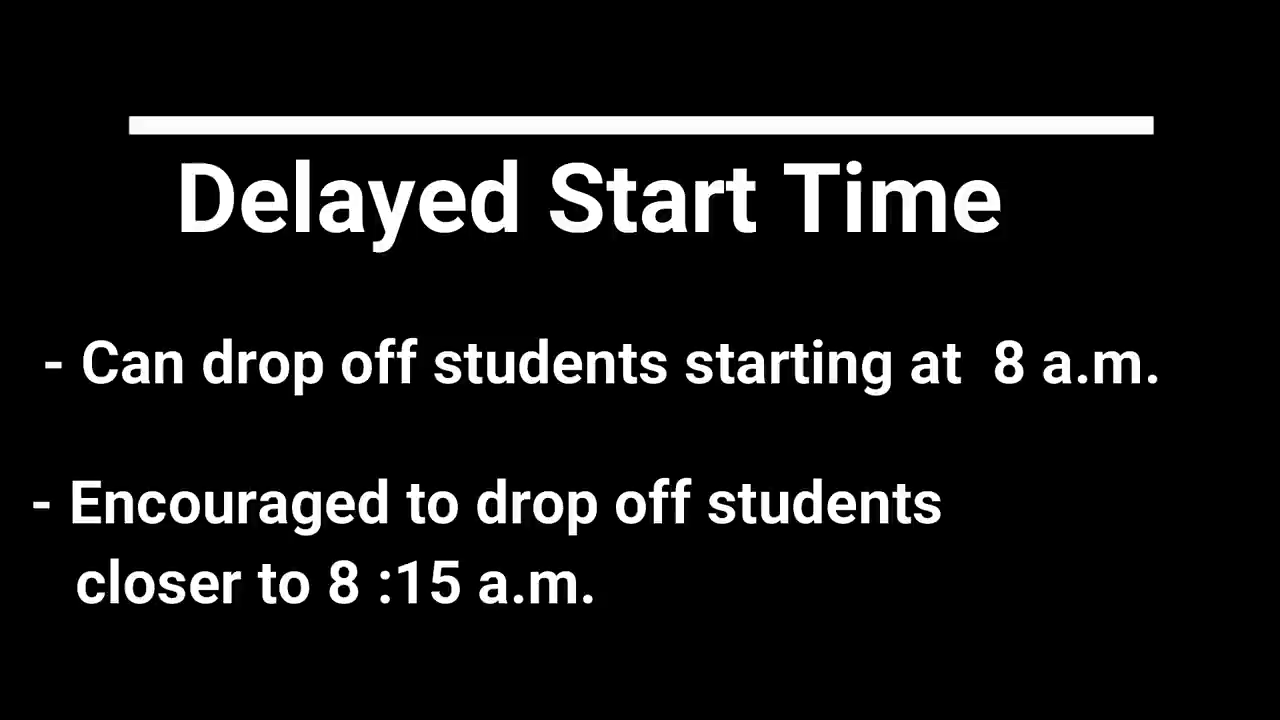 Delayed Start Time
- Can drop off students starting at  8 a.m.
- Encouraged to drop off students
closer to 8 :15 a.m.